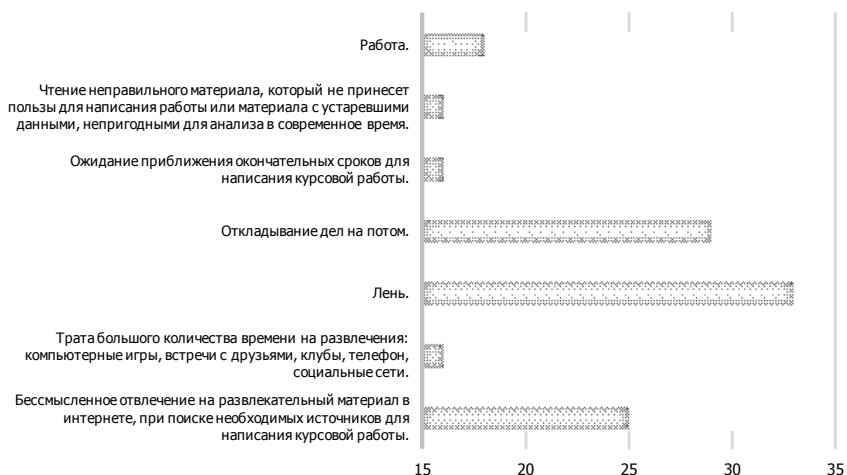 Работа.
Чтение неправильного материала, который не принесет
пользы для написания работы или материала с устаревшими
данными, непригодными для анализа в современное время.
Ожидание приближения окончательных сроков для
написания курсовой работы.
Откладывание дел на потом.
Лень.
Трата большого количества времени на развлечения:
компьютерные игры, встречи с друзьями, клубы, телефон,
социальные сети.
Бессмысленное отвлечение на развлекательный материал в
интернете, при поиске необходимых источников для
написания курсовой работы.
15 20 25 30 35